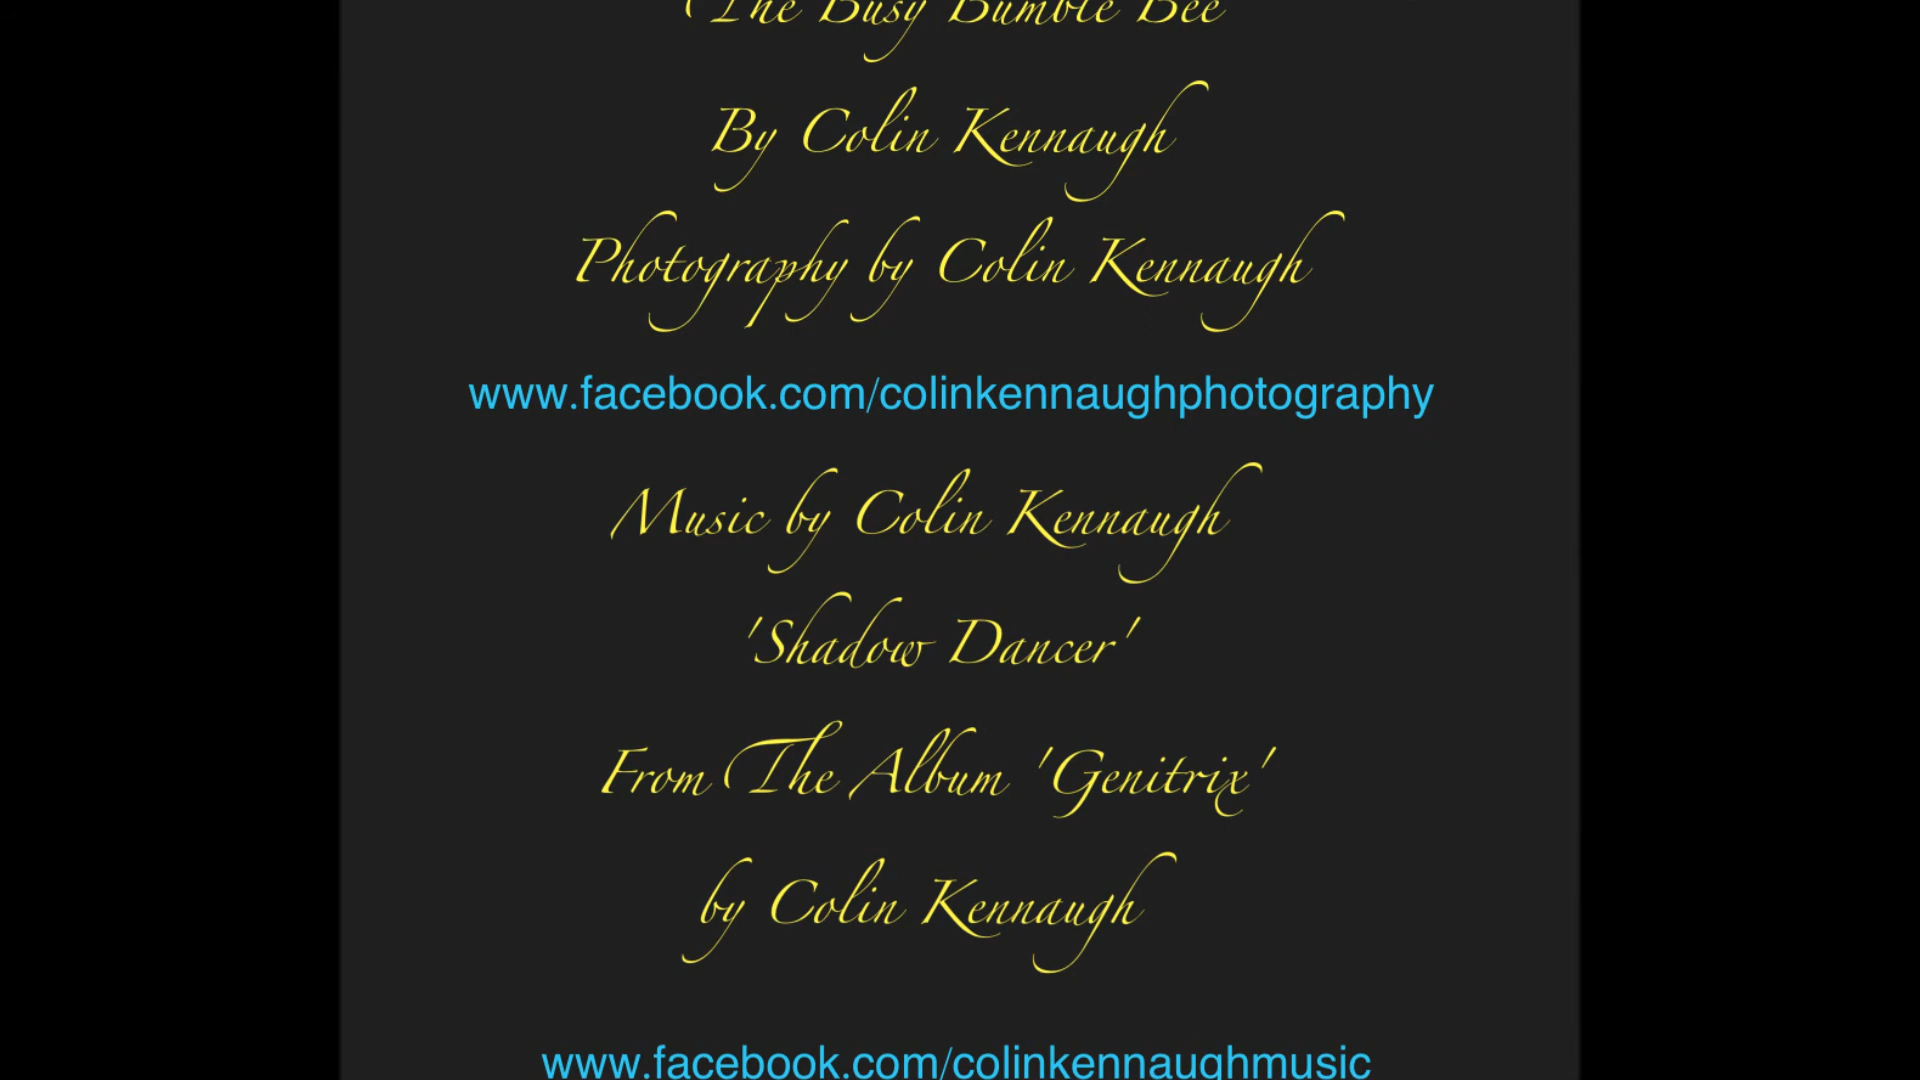 The Busy Bumble Bee
By Colin Kennaugh
Photography by Colin Kennaugh
www.facebook.com/colinkennaughphotography
Music by Colin Kennaugh
'Shadow Dancer'
From The Album 'Genitrix'
by Colin Kennaugh
www.facebook.com/colinkennaughmusic